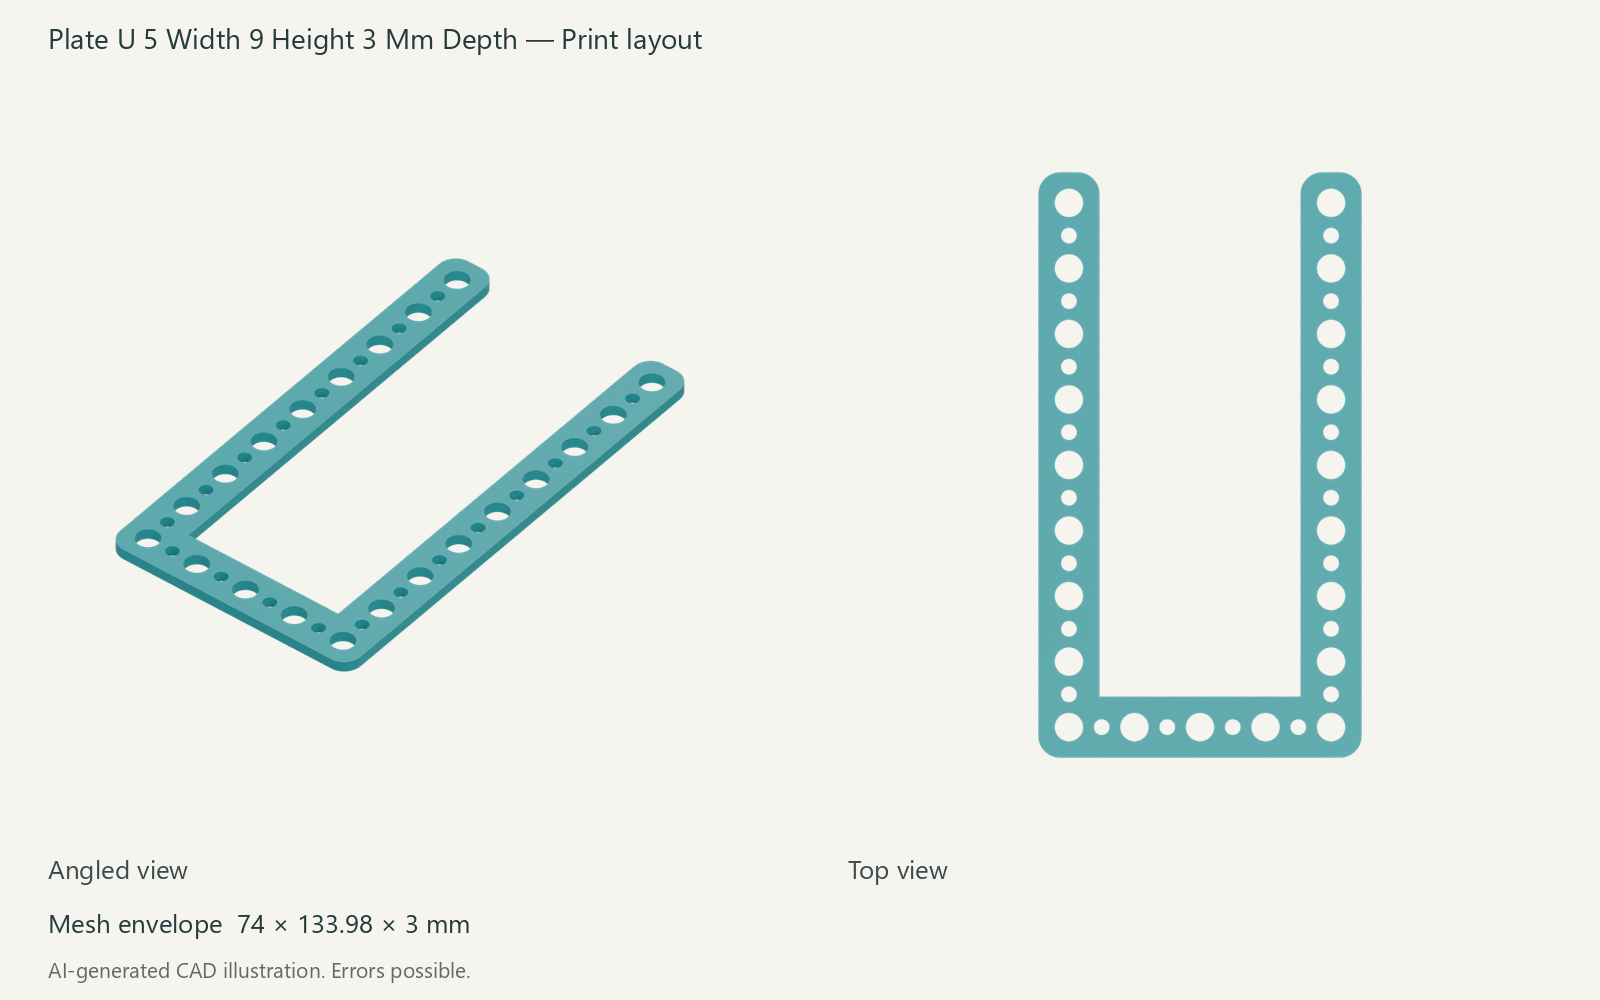 Plate U 5 Width 9 Height 3 Mm Depth — Print layout
Angled view
Top view
Mesh envelope 74 × 133.98 × 3 mm
AI-generated CAD illustration. Errors possible.